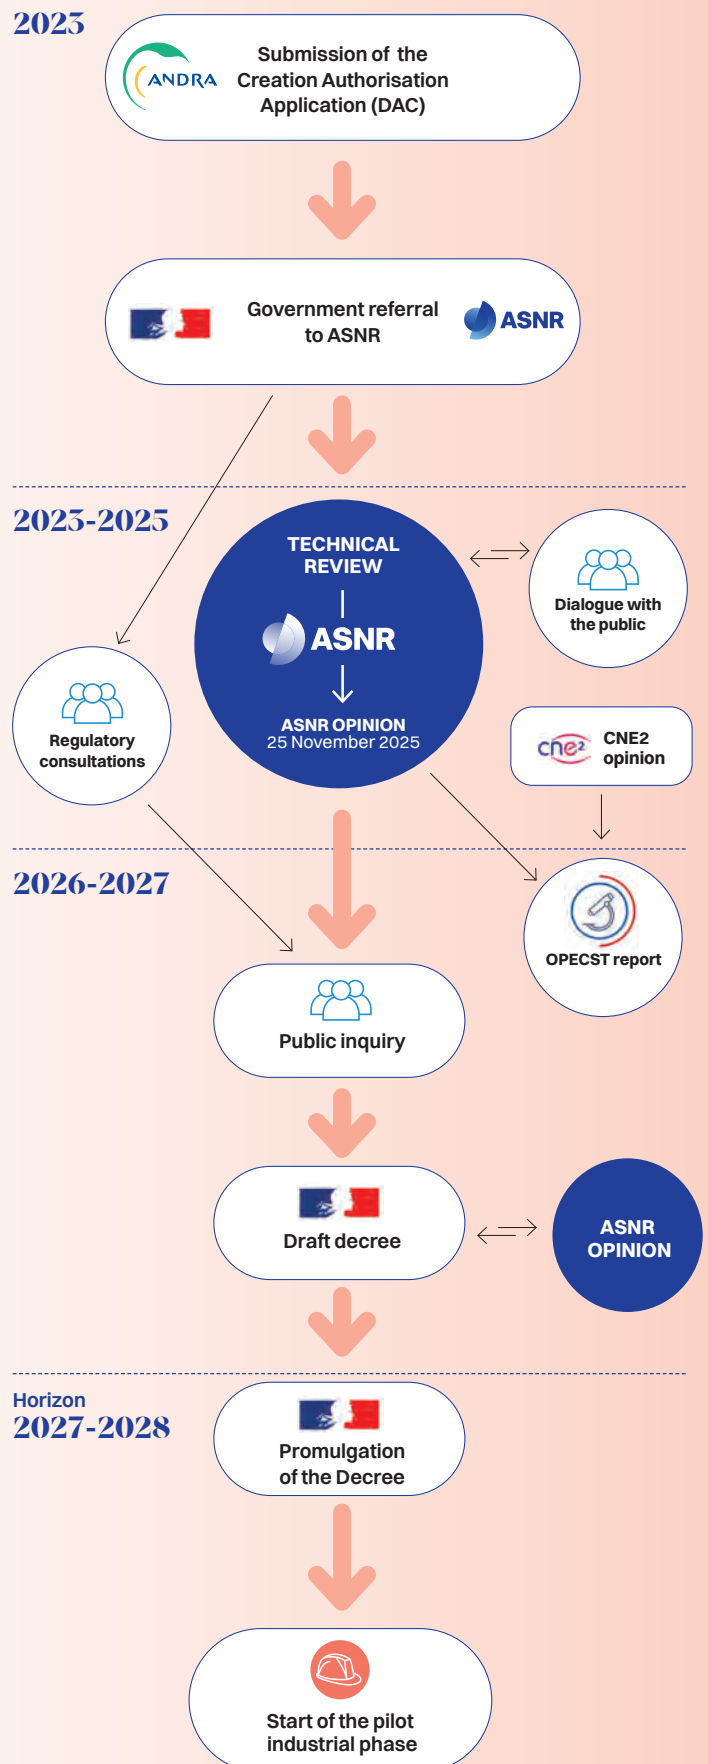 2023
ANDRA
Submission of the
Creation Authorisation
Application (DAC)
Government referral
to ASNR
ASNR
2023-2025
TECHNICAL
REVIEW
ASNR
ASNR OPINION
25 November 2025
Dialogue with
the public
Regulatory
consultations
cne2
CNE2
opinion
2026-2027
OPECST report
Public inquiry
Draft decree
ASNR
OPINION
Horizon
2027-2028
Promulgation
of the Decree
Start of the pilot
industrial phase